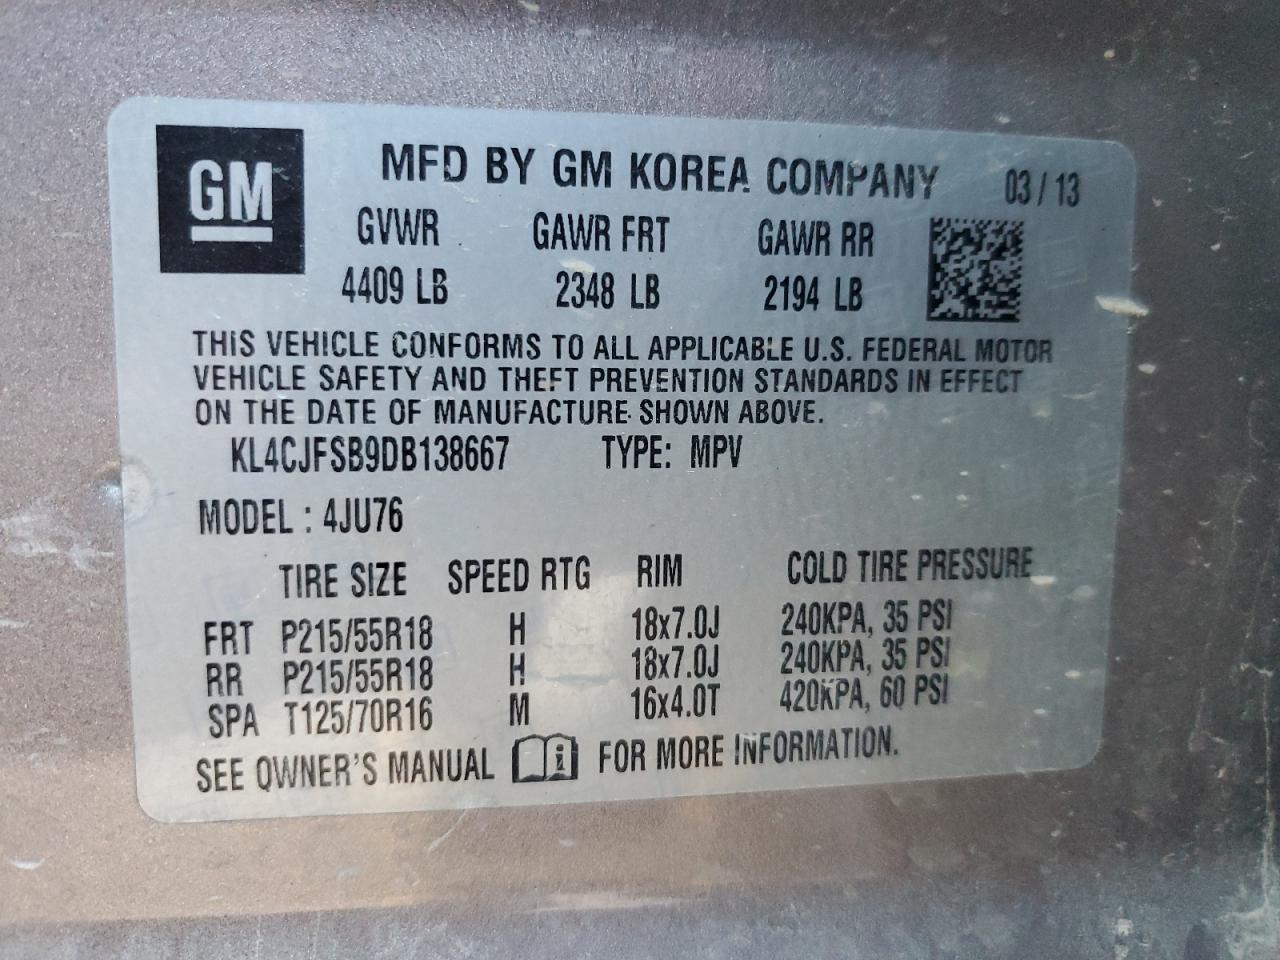 GM
MFD BY GM KOREA COMPANY 03/13
GVWR GAWR FRT GAWR RR
4409 LB 2348 LB 2194 LB
THIS VEHICLE CONFORMS TO ALL APPLICABLE U.S. FEDERAL MOTOR
VEHICLE SAFETY AND THEFT PREVENTION STANDARDS IN EFFECT
ON THE DATE OF MANUFACTURE SHOWN ABOVE.
KL4CJFSB9DB138667 TYPE: MPV
MODEL : 4JU76
TIRE SIZE SPEED RTG RIM COLD TIRE PRESSURE
FRT P215/55R18 H 18x7.0J 240KPA, 35 PSI
RR P215/55R18 H 18x7.0J 240KPA, 35 PSI
SPA T125/70R16 M 16x4.0T 420KPA, 60 PSI
SEE OWNER'S MANUAL i FOR MORE INFORMATION.